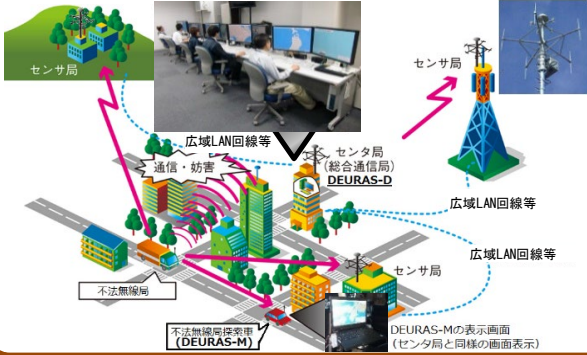 センサ局
センサ局
広域LAN回線等
通信・妨害
センタ局
(総合通信局)
DEURAS-D
広域LAN回線等
広域LAN回線等
センサ局
不法無線局
不法無線局探索車
(DEURAS-M)
DEURAS-Mの表示画面
(センタ局と同様の画面表示)